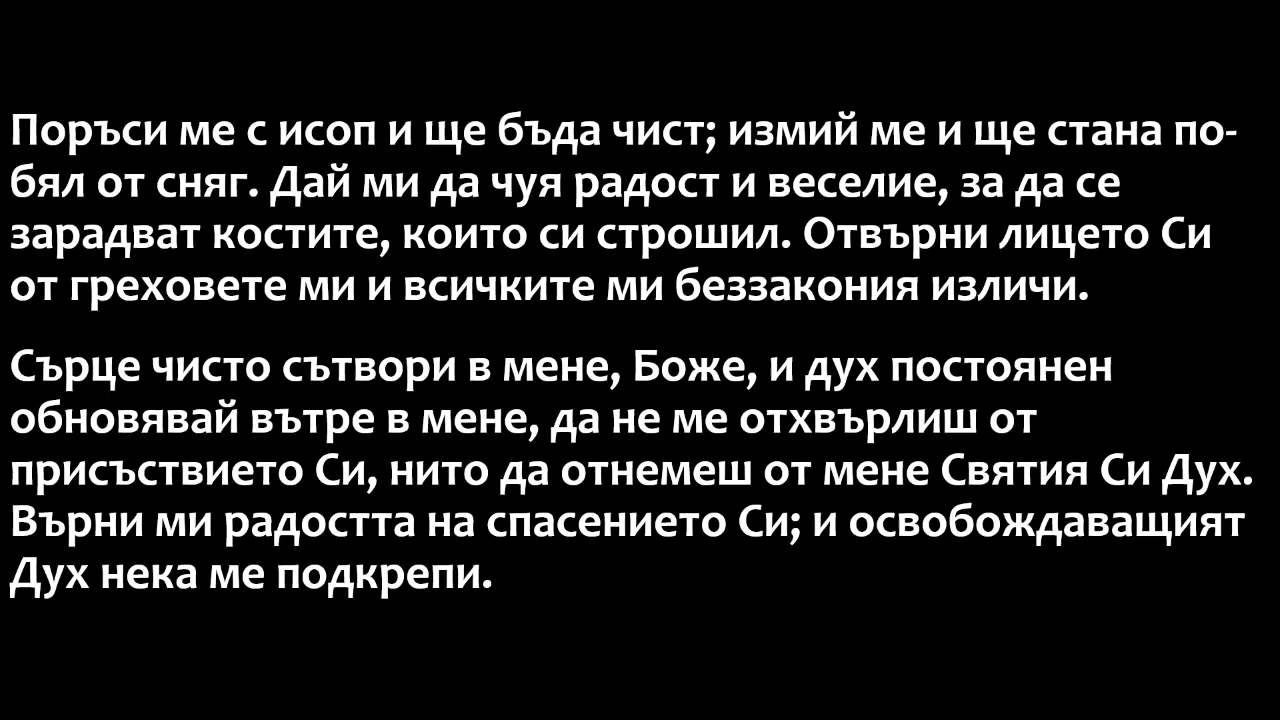 Поръси ме с исоп и ще бъда чист; измий ме и ще стана по-
бял от сняг. Дай ми да чуя радост и веселие, за да се
зарадват костите, които си строшил. Отвърни лицето Си
от греховете ми и всичките ми беззакония изличи.
Сърце чисто сътвори в мене, Боже, и дух постоянен
обновявай вътре в мене, да не ме отхвърлиш от
присъствието Си, нито да отнемеш от мене Святия Си Дух.
Върни ми радостта на спасението Си; и освобождаващият
Дух нека ме подкрепи.